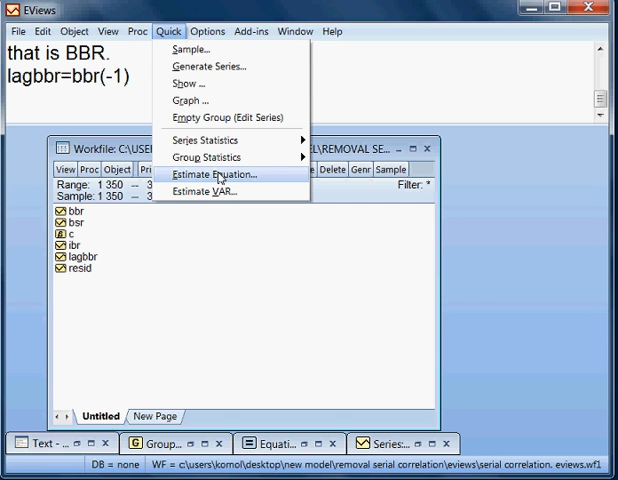 EViews
File Edit Object View Proc Quick Options Add-ins Window Help
that is BBR.
lagbbr=bbr(-1)
Sample...
Generate Series...
Show ...
Graph ...
Empty Group (Edit Series)
Series Statistics
Group Statistics
Estimate Equation...
Estimate VAR...
Workfile: C:\USE EL\REMOVAL SE...
View Proc Object Pri Delete Genr Sample
Range: 1 350 -- 3 Filter: *
Sample: 1 350 -- 3
bbr
bsr
c
ibr
lagbbr
resid
Untitled New Page
Text - ... Group... Equati... Series:...
DB = none WF = c:\users\komol\desktop\new model\removal serial correlation\eviews\serial correlation. eviews.wf1